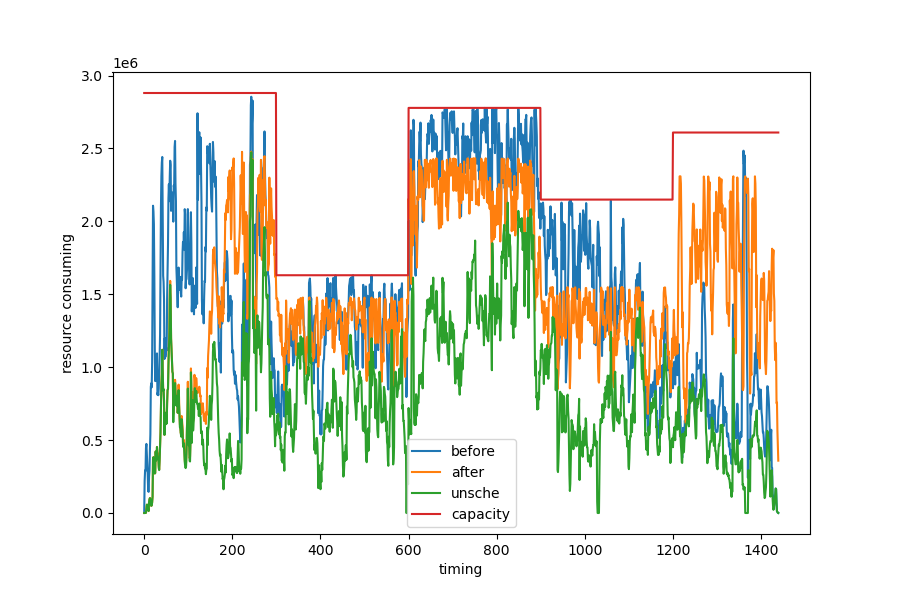 1e6
3.0
2.5
2.0
1.5
1.0
0.5
0.0
resource consuming
0 200 400 600 800 1000 1200 1400
timing
before
after
unsche
capacity